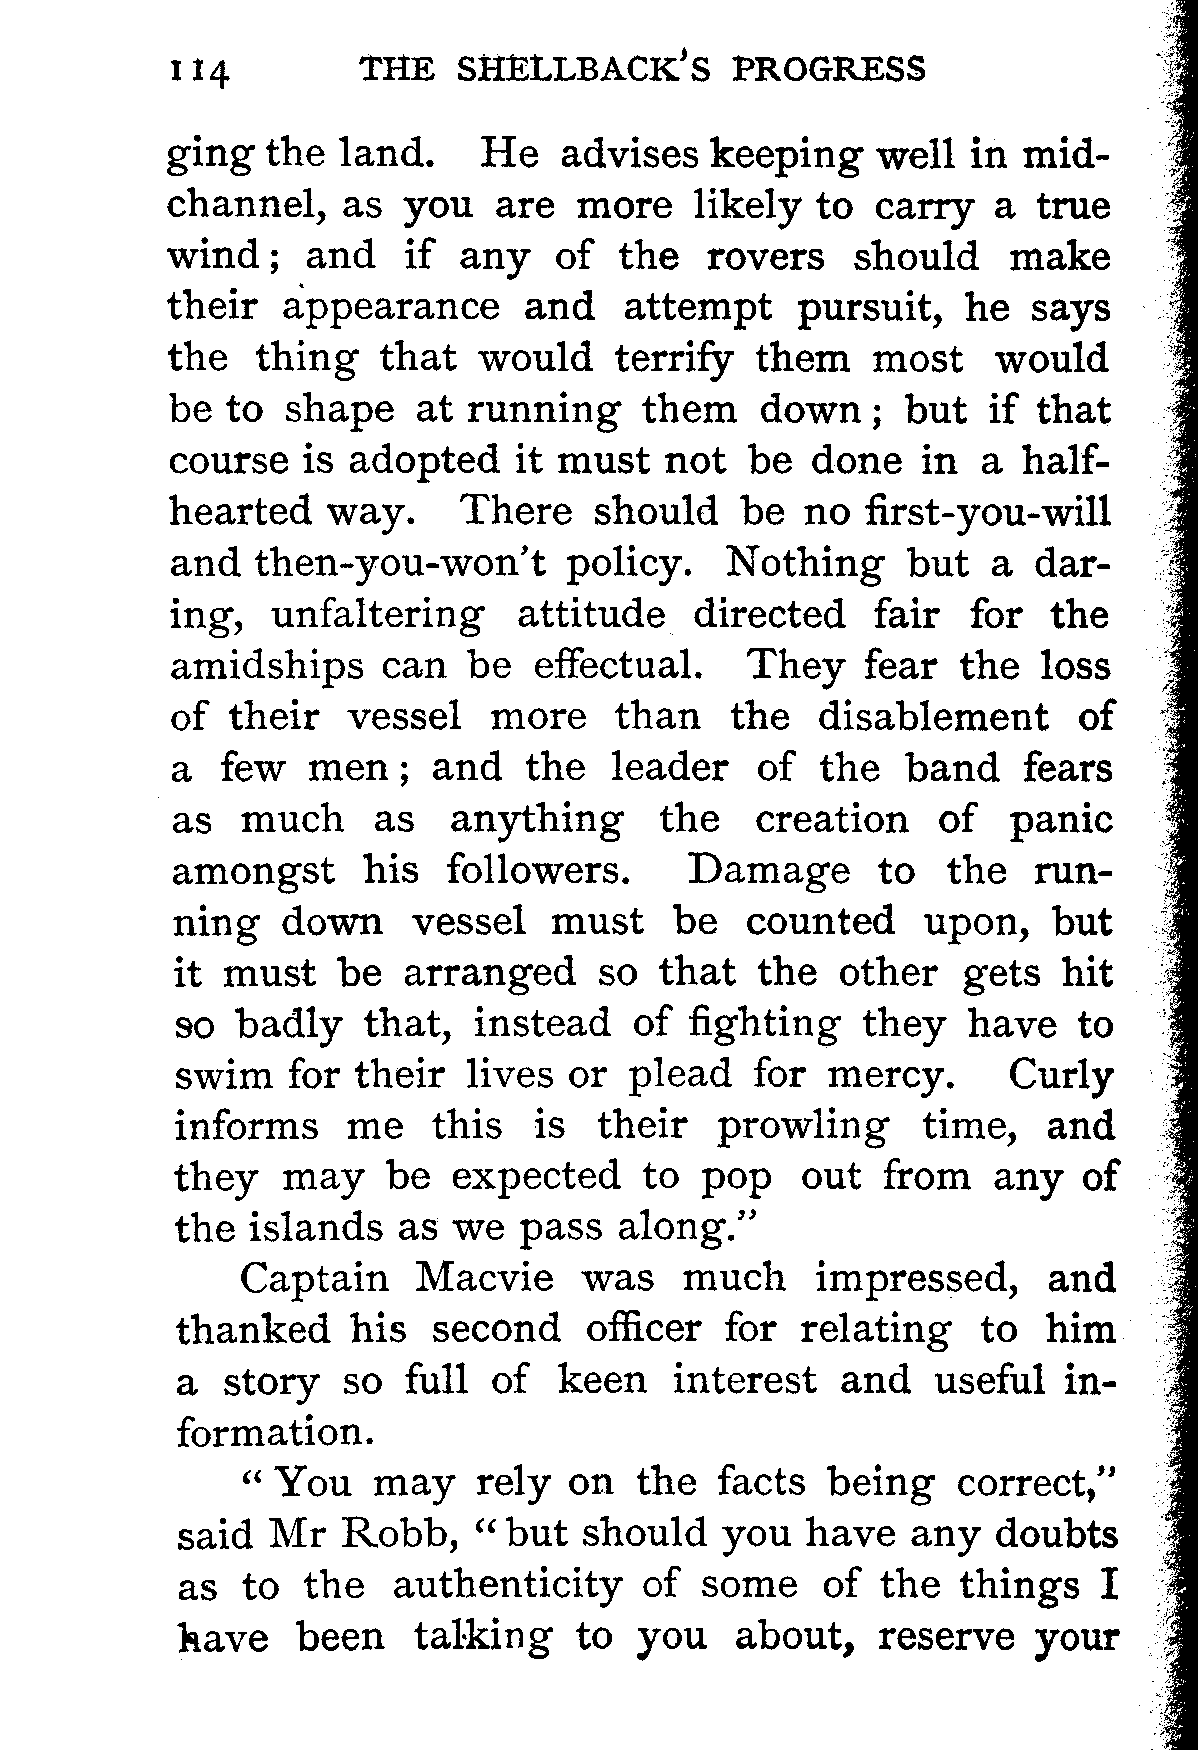 114 THE SHELLBACK'S PROGRESS
ging the land. He advises keeping well in mid-
channel, as you are more likely to carry a true
wind; and if any of the rovers should make
their appearance and attempt pursuit, he says
the thing that would terrify them most would
be to shape at running them down; but if that
course is adopted it must not be done in a half-
hearted way. There should be no first-you-will
and then-you-won't policy. Nothing but a dar-
ing, unfaltering attitude directed fair for the
amidships can be effectual. They fear the loss
of their vessel more than the disablement of
a few men; and the leader of the band fears
as much as anything the creation of panic
amongst his followers. Damage to the run-
ning down vessel must be counted upon, but
it must be arranged so that the other gets hit
so badly that, instead of fighting they have to
swim for their lives or plead for mercy. Curly
informs me this is their prowling time, and
they may be expected to pop out from any of
the islands as we pass along."
Captain Macvie was much impressed, and
thanked his second officer for relating to him
a story so full of keen interest and useful in-
formation.
"You may rely on the facts being correct,"
said Mr Robb, "but should you have any doubts
as to the authenticity of some of the things I
have been talking to you about, reserve your